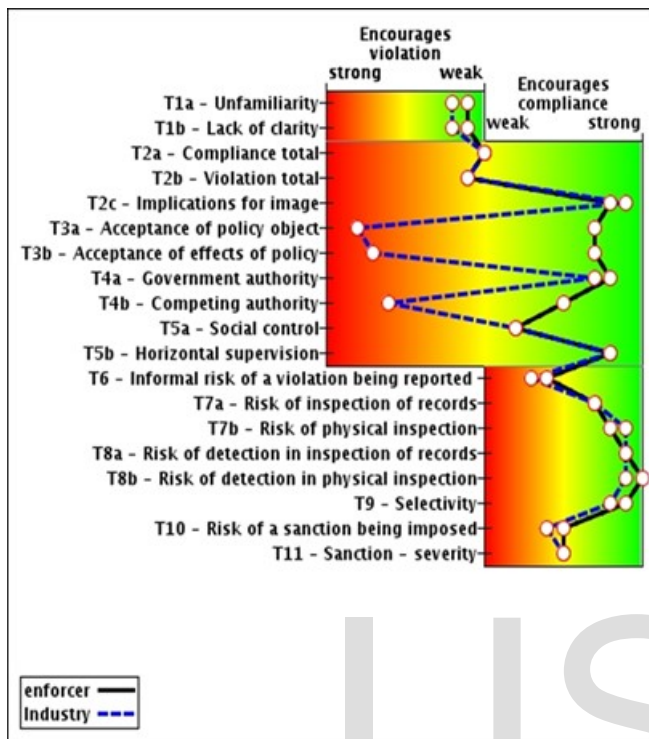 Encourages
violation
strong weak
Encourages
compliance
weak strong
T1a - Unfamiliarity
T1b - Lack of clarity
T2a - Compliance total
T2b - Violation total
T2c - Implications for image
T3a - Acceptance of policy object
T3b - Acceptance of effects of policy
T4a - Government authority
T4b - Competing authority
T5a - Social control
T5b - Horizontal supervision
T6 - Informal risk of a violation being reported
T7a - Risk of inspection of records
T7b - Risk of physical inspection
T8a - Risk of detection in inspection of records
T8b - Risk of detection in physical inspection
T9 - Selectivity
T10 - Risk of a sanction being imposed
T11 - Sanction - severity
enforcer
Industry